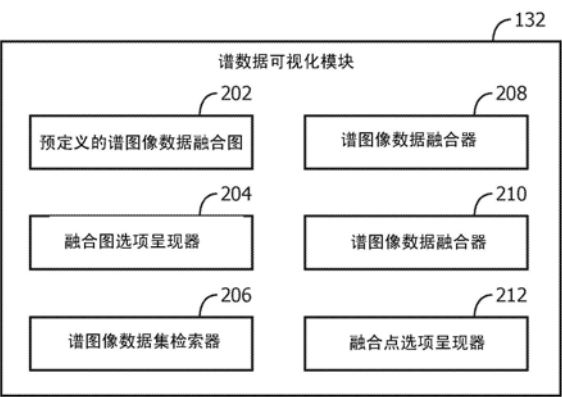 132
谱数据可视化模块
202
208
预定义的谱图像数据融合图
谱图像数据融合器
204
210
融合图选项呈现器
谱图像数据融合器
206
212
谱图像数据集检索器
融合点选项呈现器